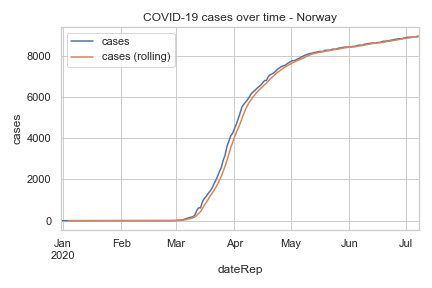 COVID-19 cases over time - Norway
cases
cases (rolling)
8000
6000
4000
2000
0
cases
Jan Feb Mar Apr May Jun Jul
2020
dateRep